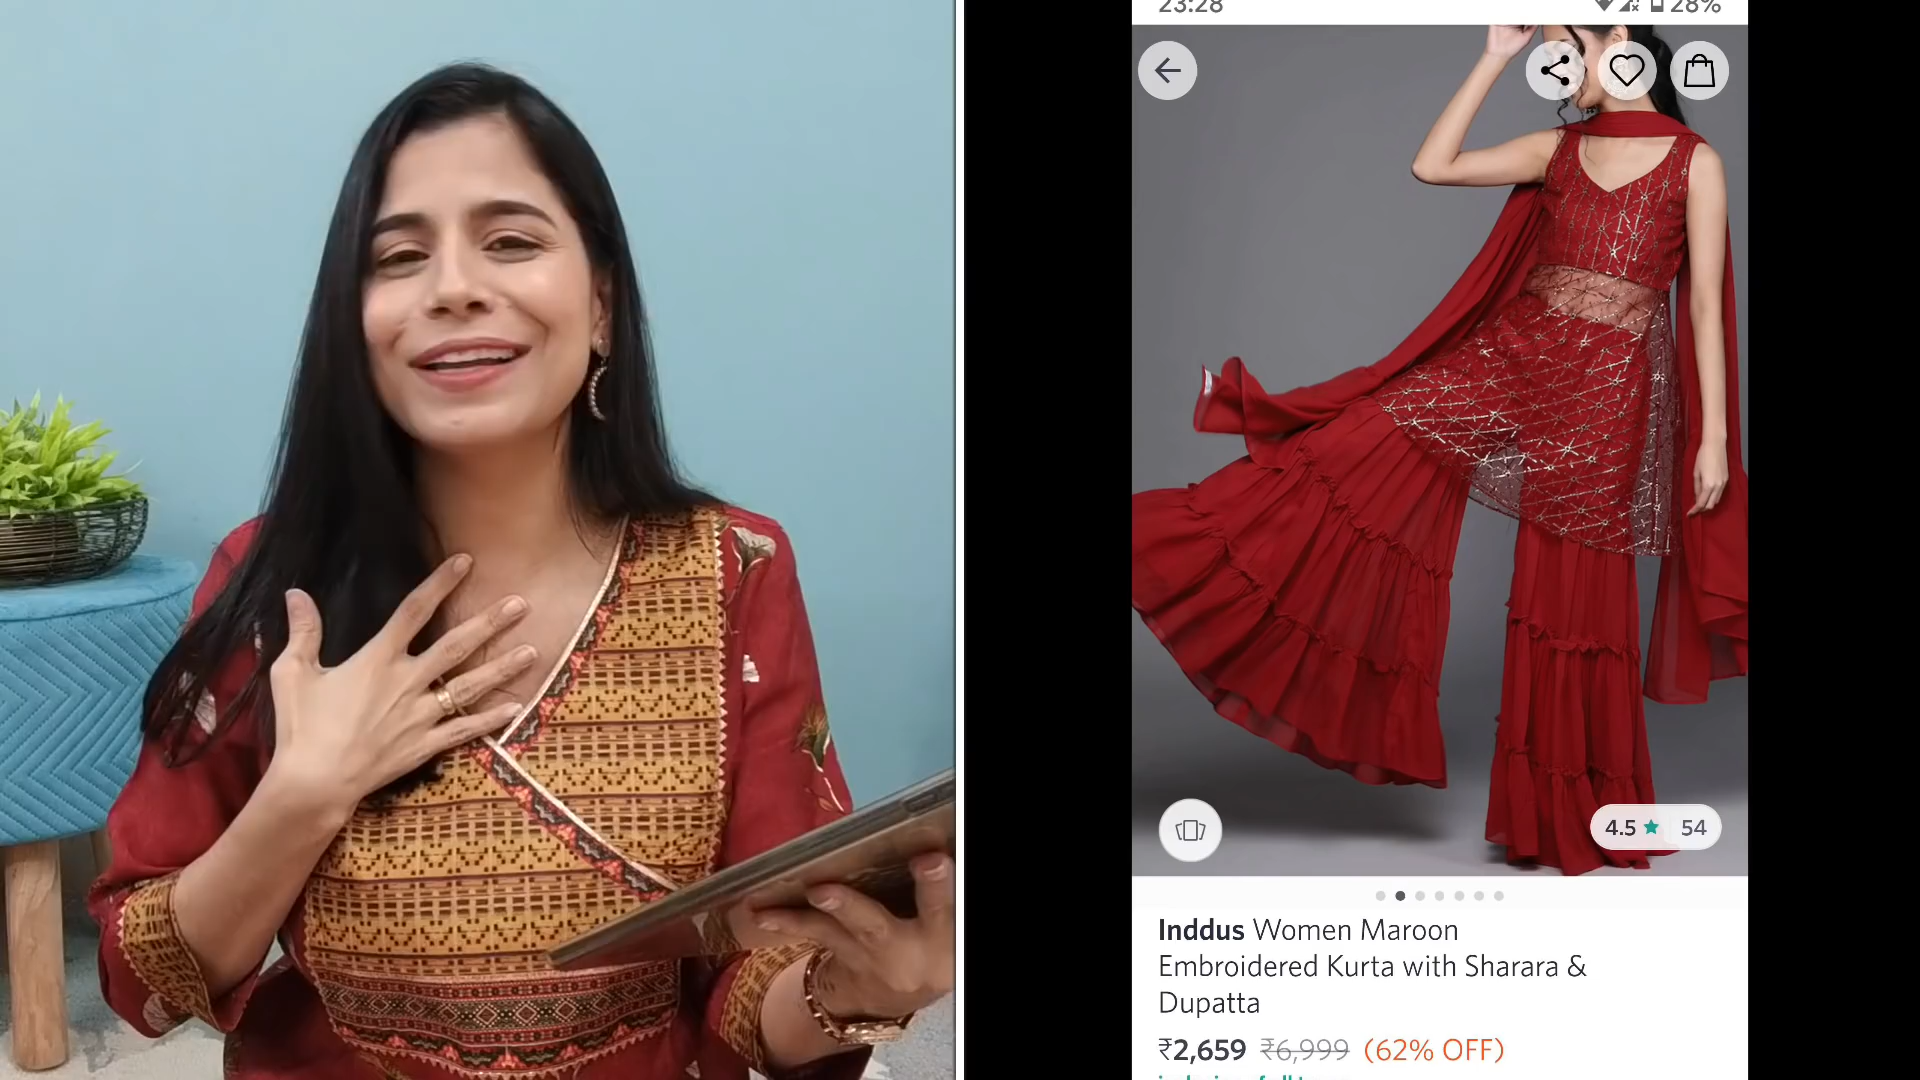 23:28
28%
4.5 54
Inddus Women Maroon
Embroidered Kurta with Sharara &
Dupatta
₹2,659 ₹6,999 (62% OFF)